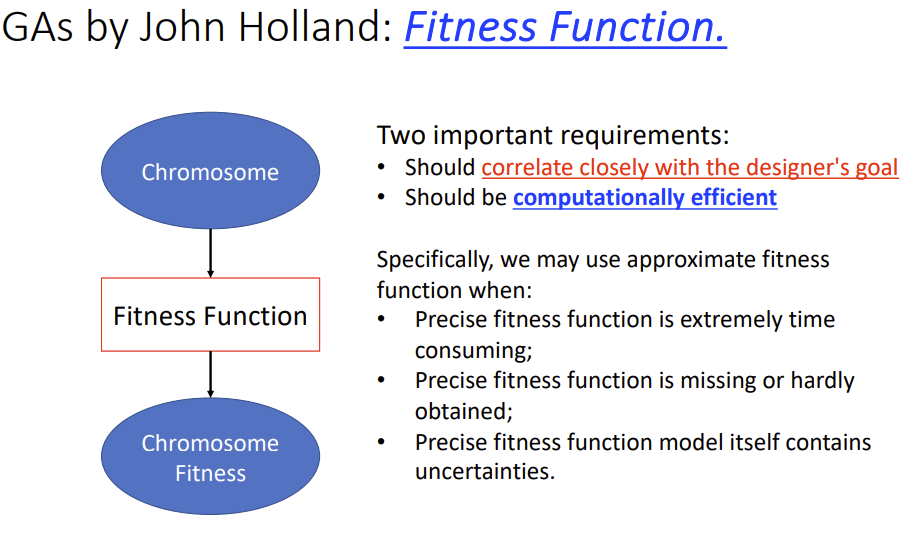 GAs by John Holland: Fitness Function.
Chromosome
Fitness Function
Chromosome
Fitness
Two important requirements:
• Should correlate closely with the designer's goal
• Should be computationally efficient
Specifically, we may use approximate fitness
function when:
• Precise fitness function is extremely time
consuming;
• Precise fitness function is missing or hardly
obtained;
• Precise fitness function model itself contains
uncertainties.